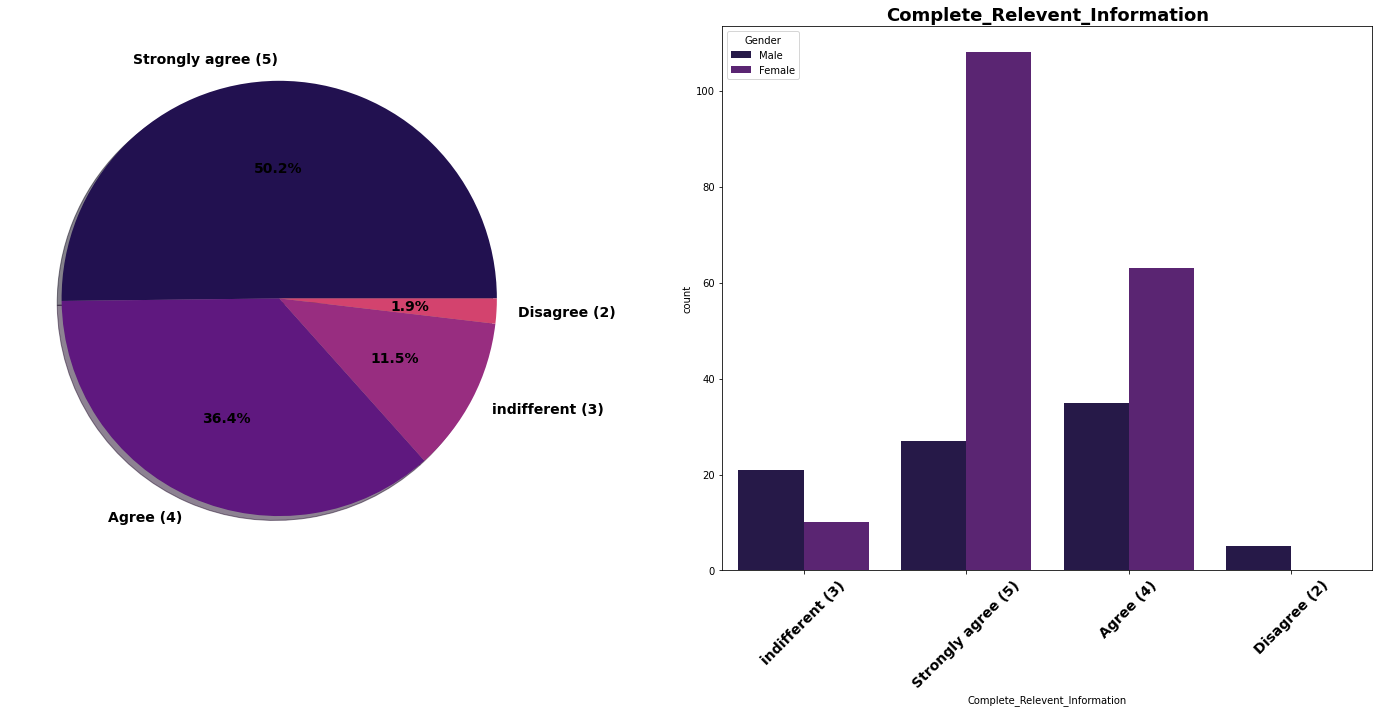 Strongly agree (5)
50.2%
1.9%
Disagree (2)
11.5%
indifferent (3)
36.4%
Agree (4)
Complete_Relevent_Information
Gender
Male
Female
100
80
60
40
20
0
count
indifferent (3)
Strongly agree (5)
Agree (4)
Disagree (2)
Complete_Relevent_Information